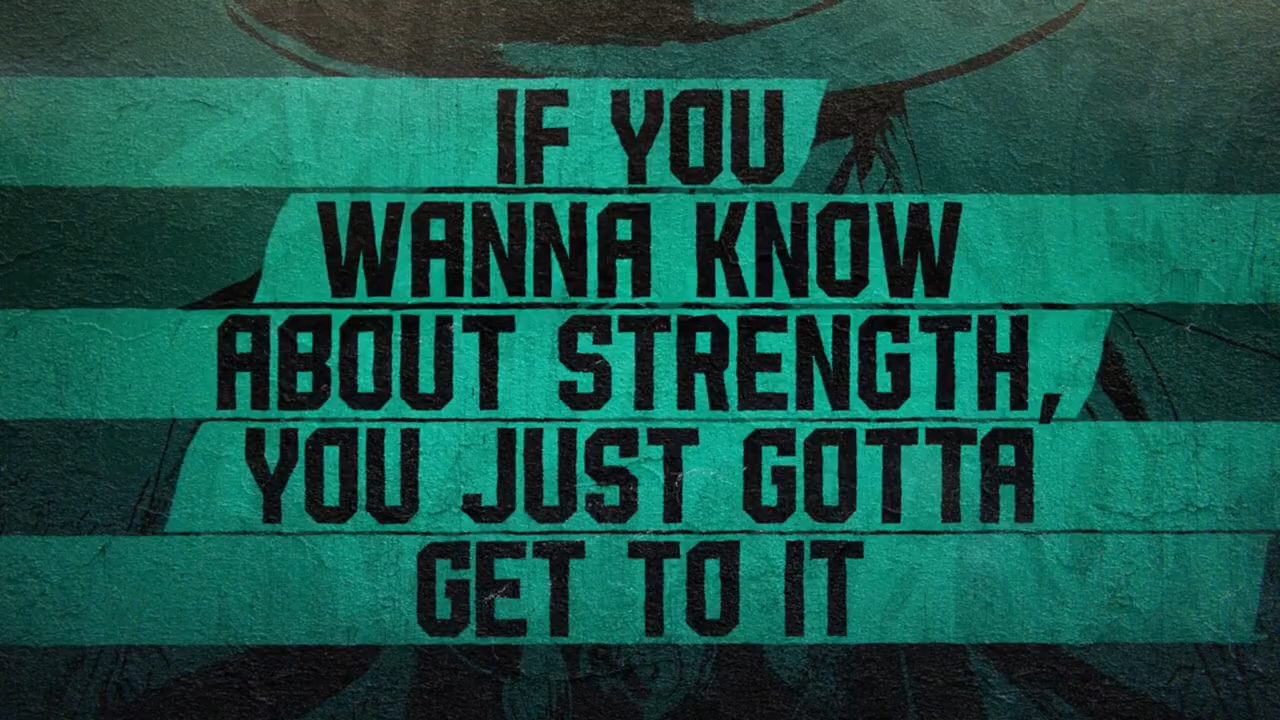 IF YOU
WANNA KNOW
ABOUT STRENGTH,
YOU JUST GOTTA
GET TO IT